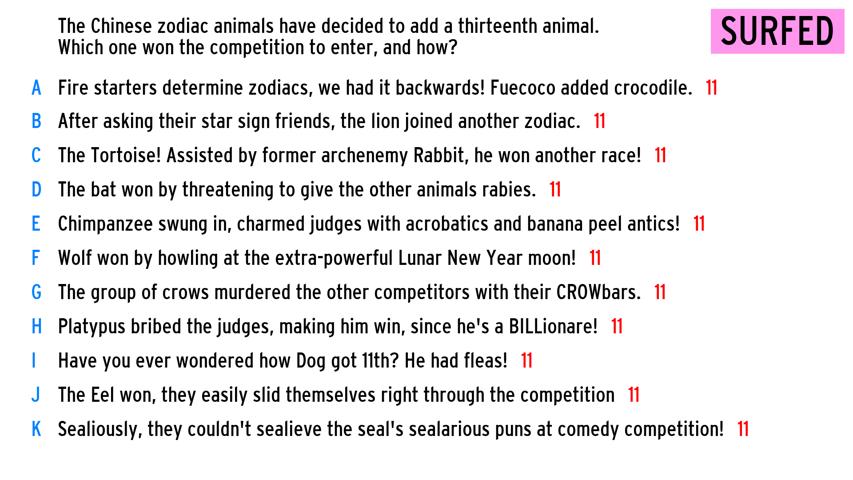 The Chinese zodiac animals have decided to add a thirteenth animal.
Which one won the competition to enter, and how?
SURFED
A Fire starters determine zodiacs, we had it backwards! Fuecoco added crocodile. 11
B After asking their star sign friends, the lion joined another zodiac. 11
C The Tortoise! Assisted by former archenemy Rabbit, he won another race! 11
D The bat won by threatening to give the other animals rabies. 11
E Chimpanzee swung in, charmed judges with acrobatics and banana peel antics! 11
F Wolf won by howling at the extra-powerful Lunar New Year moon! 11
G The group of crows murdered the other competitors with their CROWbars. 11
H Platypus bribed the judges, making him win, since he's a BILLionare! 11
I Have you ever wondered how Dog got 11th? He had fleas! 11
J The Eel won, they easily slid themselves right through the competition 11
K Sealiously, they couldn't sealieve the seal's sealarious puns at comedy competition! 11